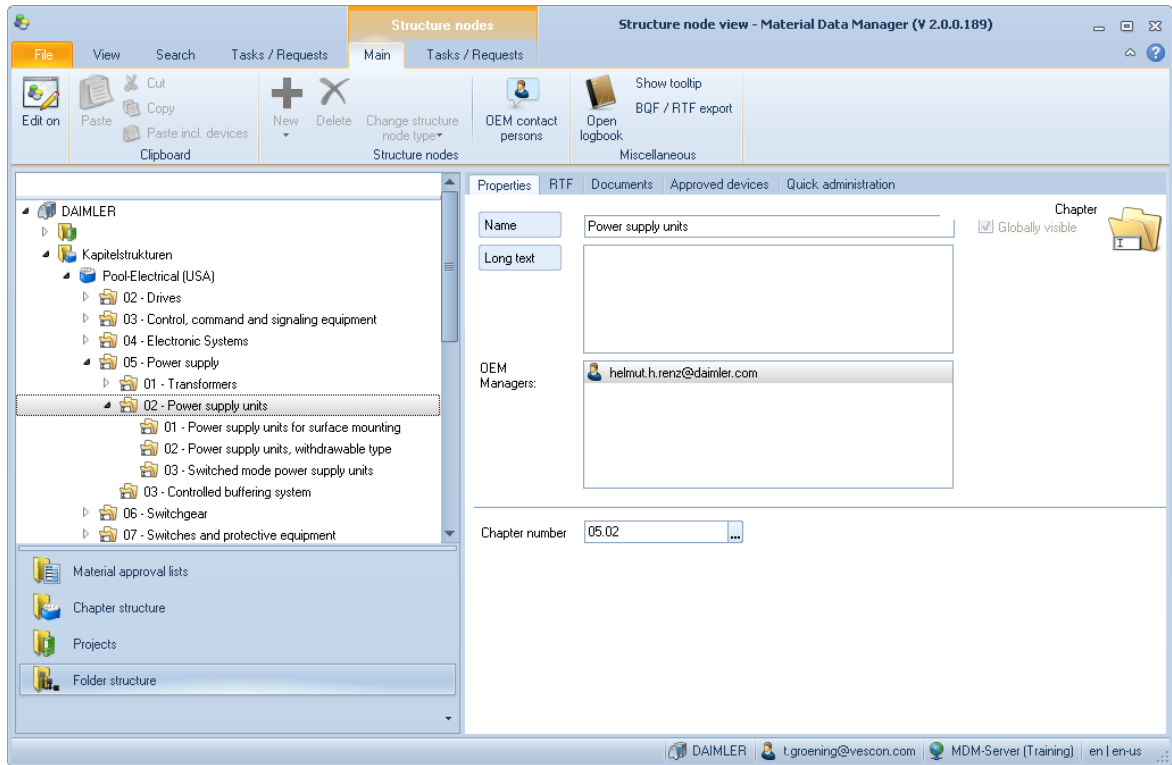 Structure nodes
Structure node view - Material Data Manager (V 2.0.0.189)
File View Search Tasks / Requests Main Tasks / Requests
Edit on
Paste
Cut
Copy
Paste incl. devices
Clipboard
New
Delete
Change structure
node type
Structure nodes
OEM contact
persons
Open
logbook
Show tooltip
BQF / RTF export
Miscellaneous
DAIMLER
Kapitelstrukturen
Pool-Electrical (USA)
02 - Drives
03 - Control, command and signaling equipment
04 - Electronic Systems
05 - Power supply
01 - Transformers
02 - Power supply units
01 - Power supply units for surface mounting
02 - Power supply units, withdrawable type
03 - Switched mode power supply units
03 - Controlled buffering system
06 - Switchgear
07 - Switches and protective equipment
Material approval lists
Chapter structure
Projects
Folder structure
Properties RTF Documents Approved devices Quick administration
Chapter
Name Power supply units Globally visible
Long text
OEM
Managers:
helmut.h.renz@daimler.com
Chapter number 05.02 ...
DAIMLER t.groening@vescon.com MDM-Server (Training) en | en-us